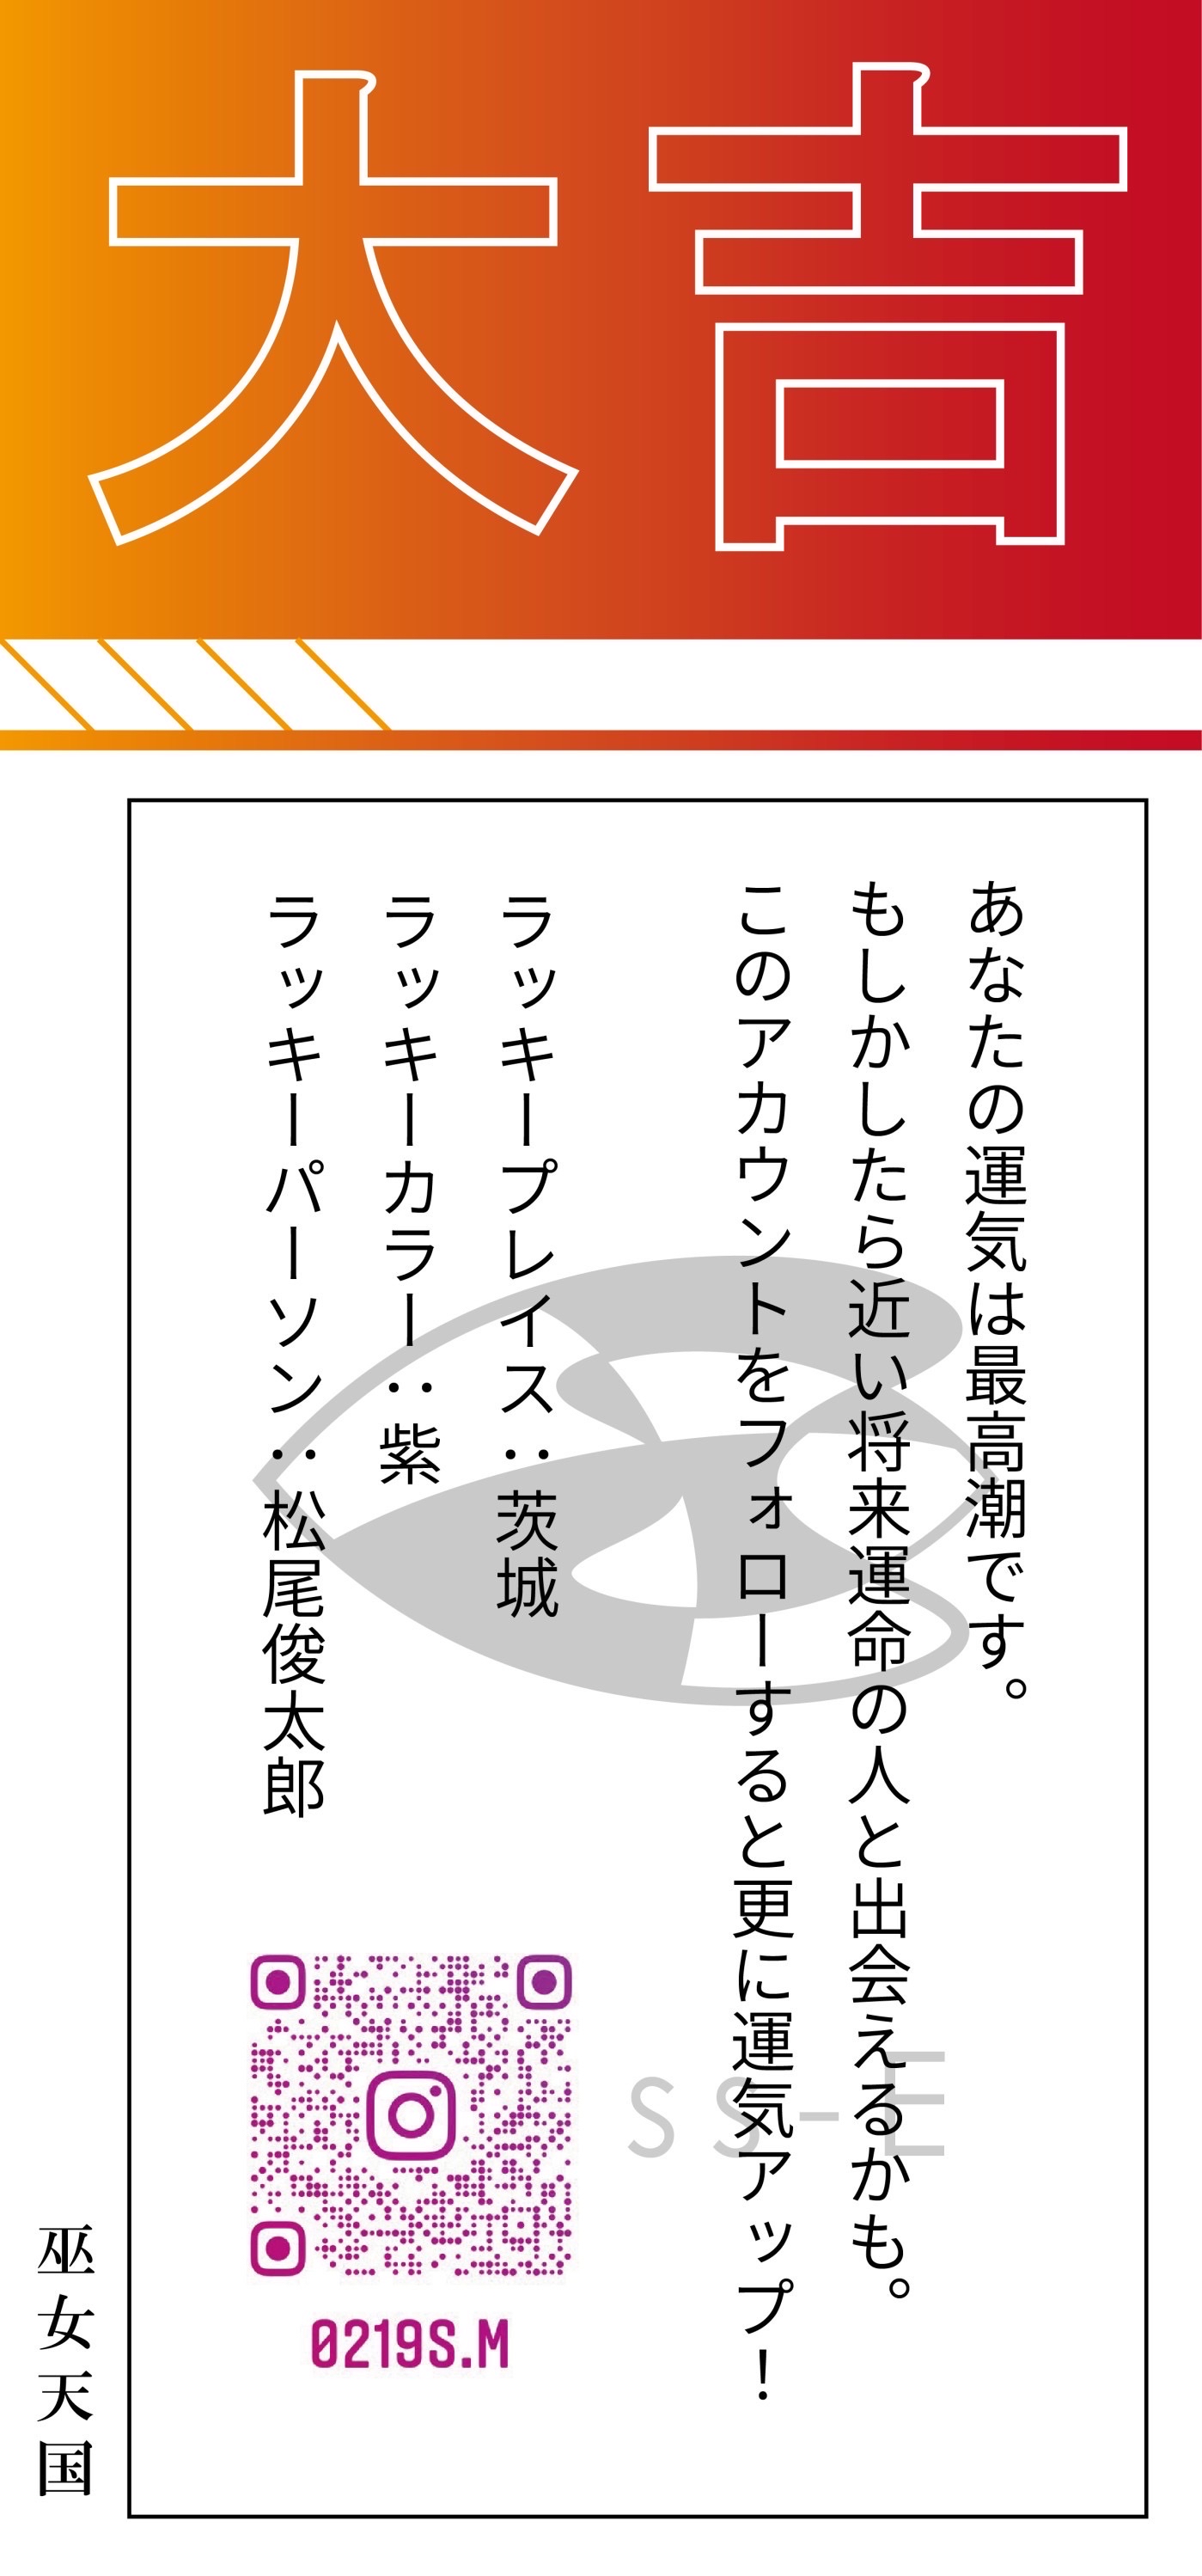 大吉
あなたの運気は最高潮です。
もしかしたら近い将来運命の人と出会えるかも。
このアカウントをフォローすると更に運気アップ！
ラッキープレイス：茨城
ラッキーカラー：紫
ラッキーパーソン：松尾俊太郎
ss-E
0219S.M
巫女天国